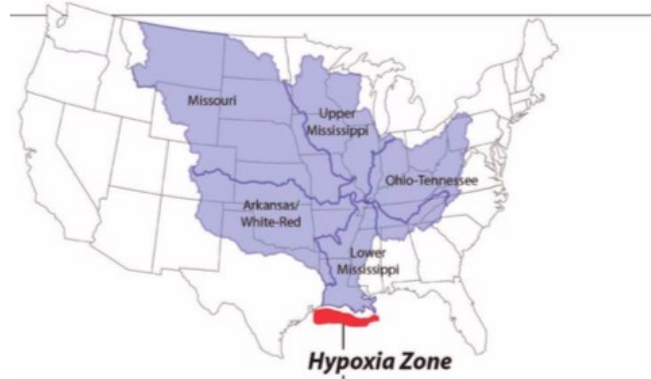 Missouri
Upper
Mississippi
Ohio-Tennessee
Arkansas/
White-Red
Lower
Mississippi
Hypoxia Zone